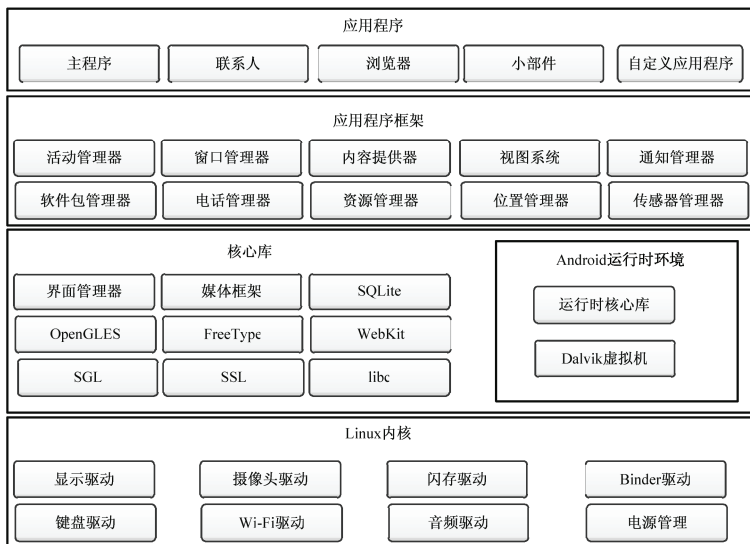 应用程序
主程序 联系人 浏览器 小部件 自定义应用程序
应用程序框架
活动管理器 窗口管理器 内容提供器 视图系统 通知管理器
软件包管理器 电话管理器 资源管理器 位置管理器 传感器管理器
核心库
界面管理器 媒体框架 SQLite
OpenGLES FreeType WebKit
SGL SSL libc
Android运行时环境
运行时核心库
Dalvik虚拟机
Linux内核
显示驱动 摄像头驱动 闪存驱动 Binder驱动
键盘驱动 Wi-Fi驱动 音频驱动 电源管理